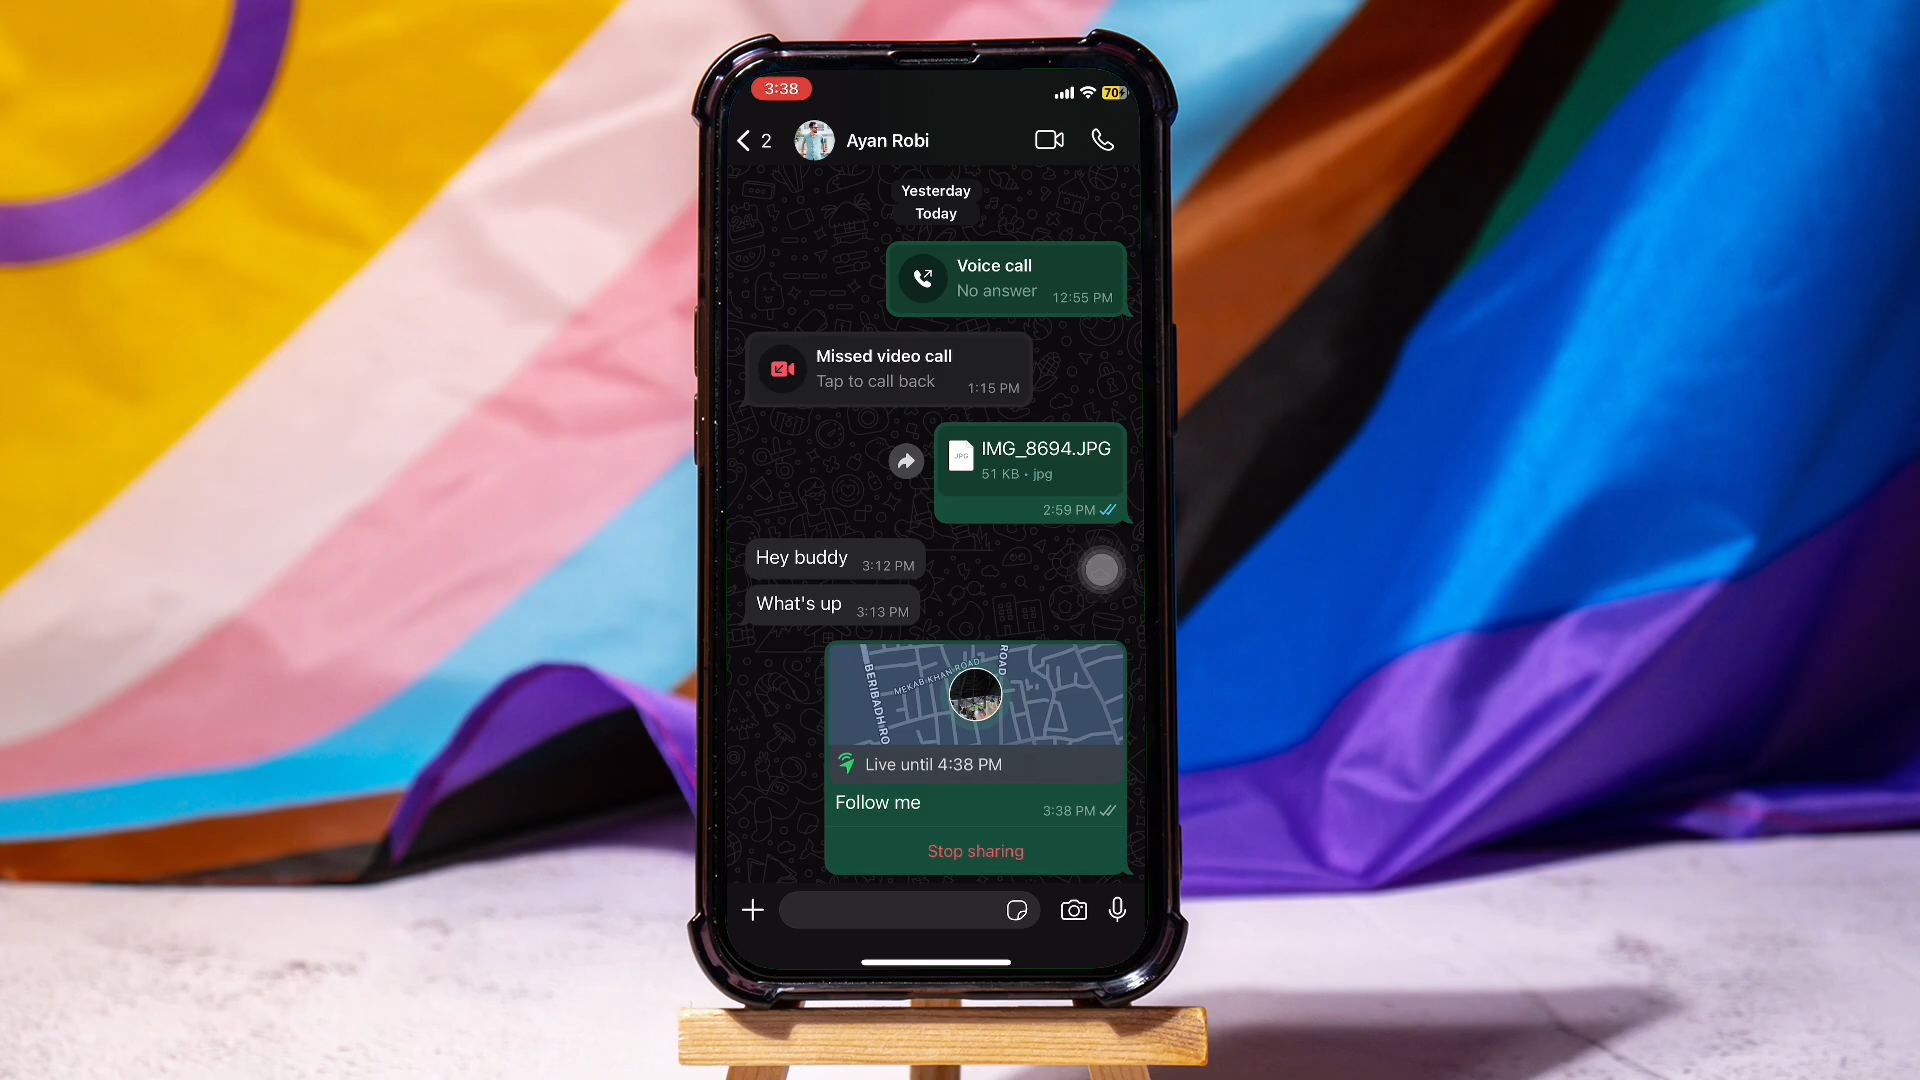 3:38
70
2
Ayan Robi
Yesterday
Today
Voice call
No answer
12:55 PM
Missed video call
Tap to call back
1:15 PM
IMG_8694.JPG
JPG
51 KB • jpg
2:59 PM
Hey buddy
3:12 PM
What's up
3:13 PM
ROAD
MEKAB KHAN ROAD
BERIBADHIRO
Live until 4:38 PM
Follow me
3:38 PM
Stop sharing